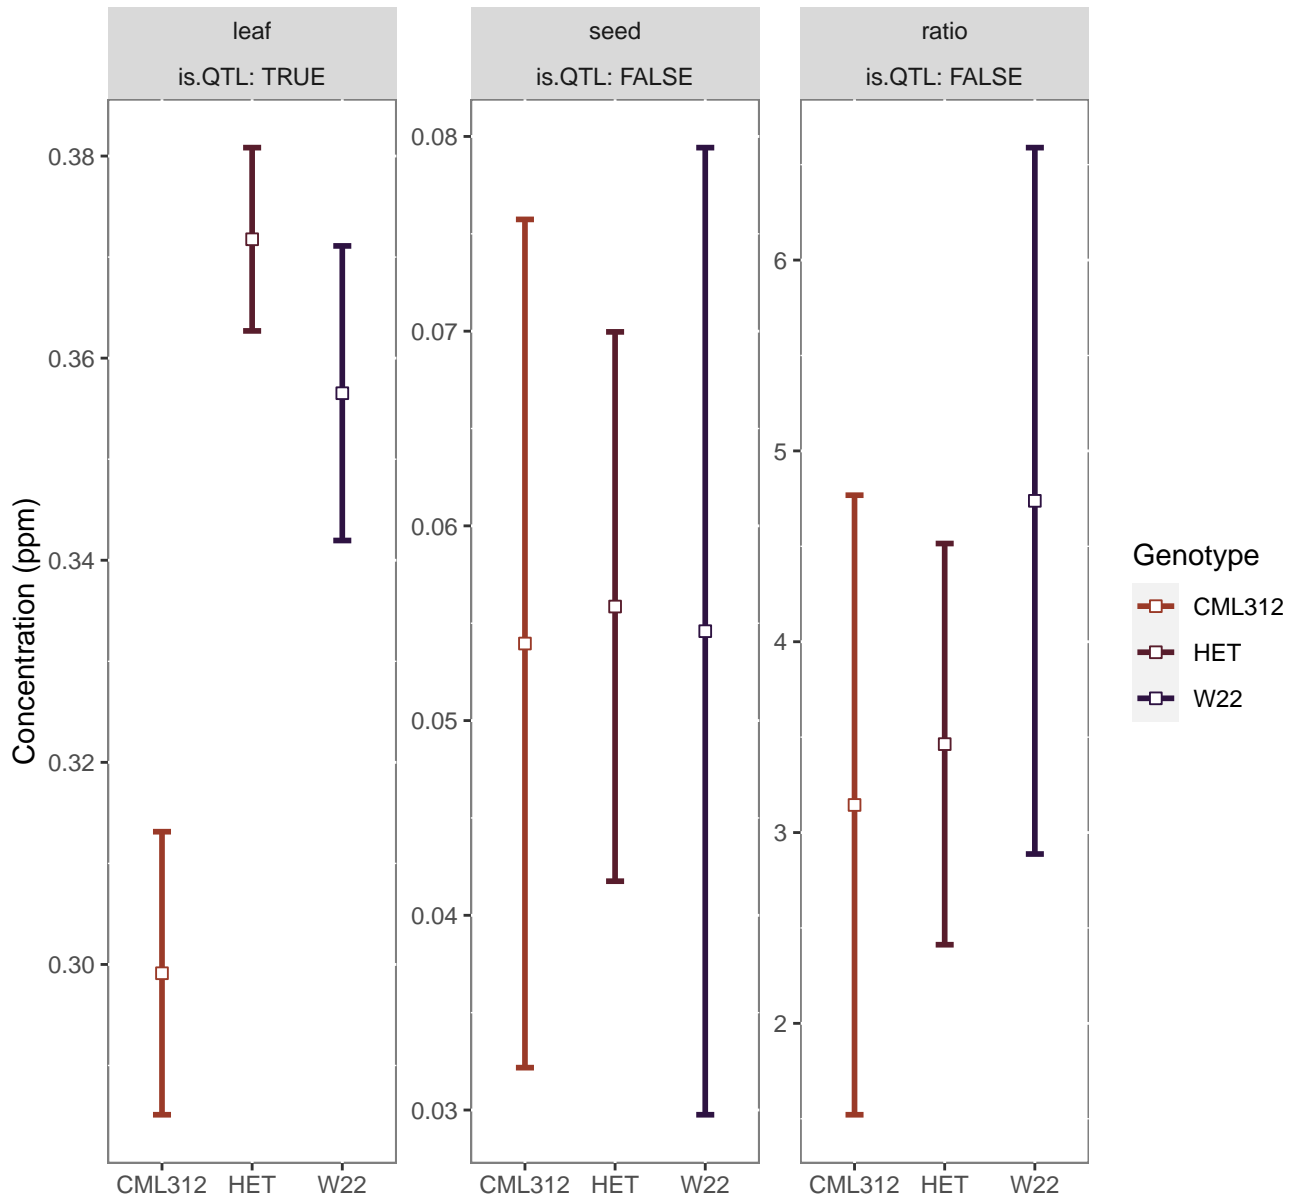 leaf
is.QTL: TRUE
seed
is.QTL: FALSE
ratio
is.QTL: FALSE
Concentration (ppm)
0.38
0.36
0.34
0.32
0.30
0.08
0.07
0.06
0.05
0.04
0.03
6
5
4
3
2
CML312 HET W22
CML312 HET W22
CML312 HET W22
Genotype
CML312
HET
W22